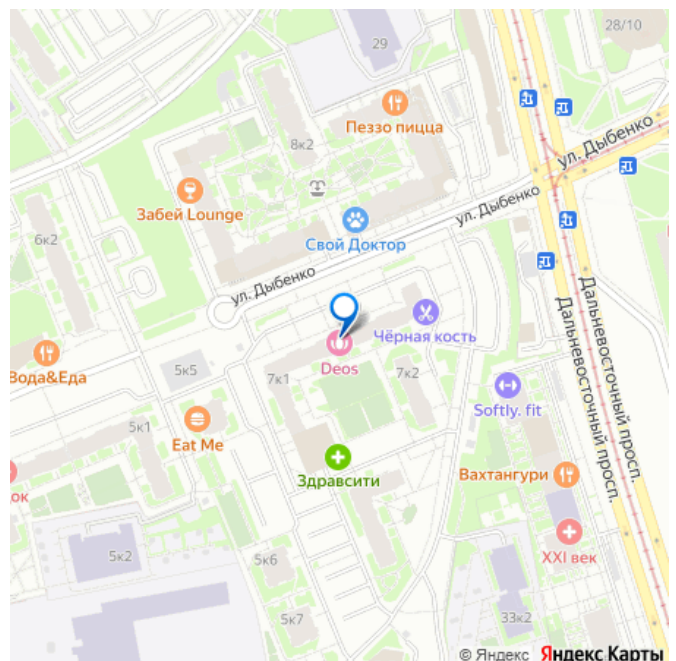 28/10
29
Пеззо пицца
8к2
ул. Дыбенко
Забей Lounge
ул. Дыбенко
6к2
Свой Доктор
ул. Дыбенко
Чёрная кость
Дальневосточный просп.
Дальневосточный просп.
Вода&Еда
5к5
7к1
Deos
7к2
Softly. fit
5к1
Eat Me
Здравсити
Вахтангури
ок
5к2
5к6
XXI век
5к7
33к2
© Яндекс Яндекс Карты